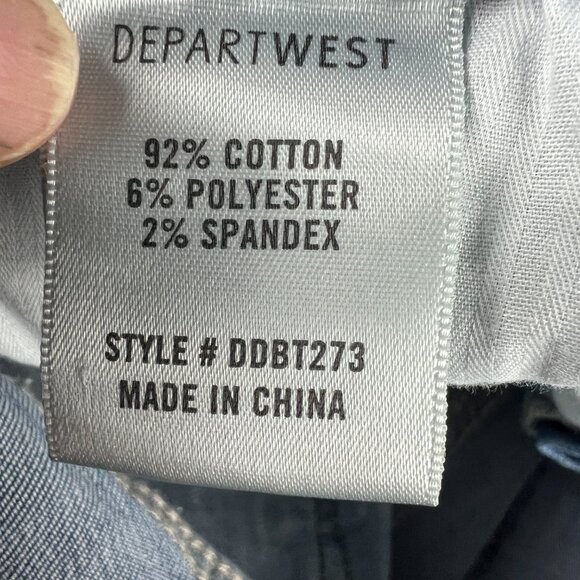 DEPARTWEST
92% COTTON
6% POLYESTER
2% SPANDEX
STYLE # DDBT273
MADE IN CHINA